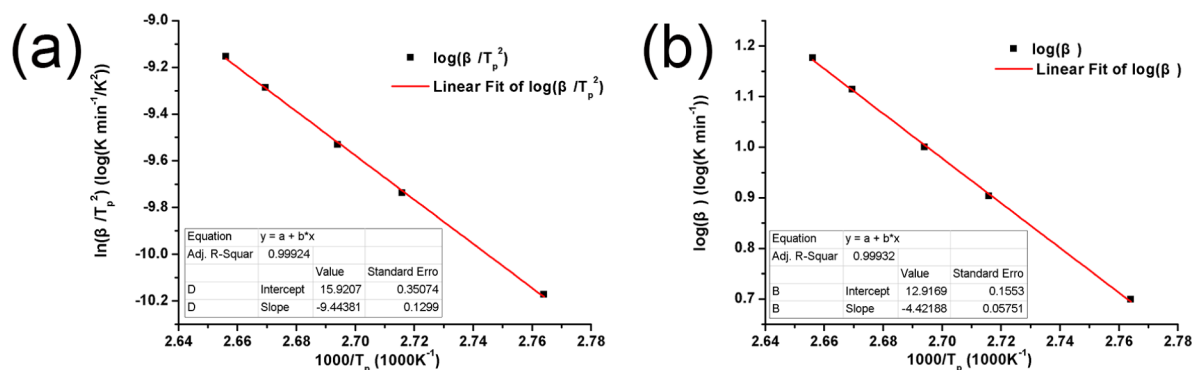 (a)
-9.0
-9.2
-9.4
-9.6
-9.8
-10.0
-10.2
ln(β /Tp²) (log(K min⁻¹/K²))
log(β /Tp²)
Linear Fit of log(β /Tp²)
Equation y = a + b*x
Adj. R-Squar 0.99924
Value Standard Erro
D Intercept 15.9207 0.35074
D Slope -9.44381 0.1299
2.64 2.66 2.68 2.70 2.72 2.74 2.76 2.78
1000/Tp (1000K⁻¹)
(b)
1.2
1.1
1.0
0.9
0.8
0.7
log(β ) (log(K min⁻¹))
log(β )
Linear Fit of log(β )
Equation y = a + b*x
Adj. R-Squar 0.99932
Value Standard Erro
B Intercept 12.9169 0.1553
B Slope -4.42188 0.05751
2.64 2.66 2.68 2.70 2.72 2.74 2.76 2.78
1000/Tp (1000K⁻¹)